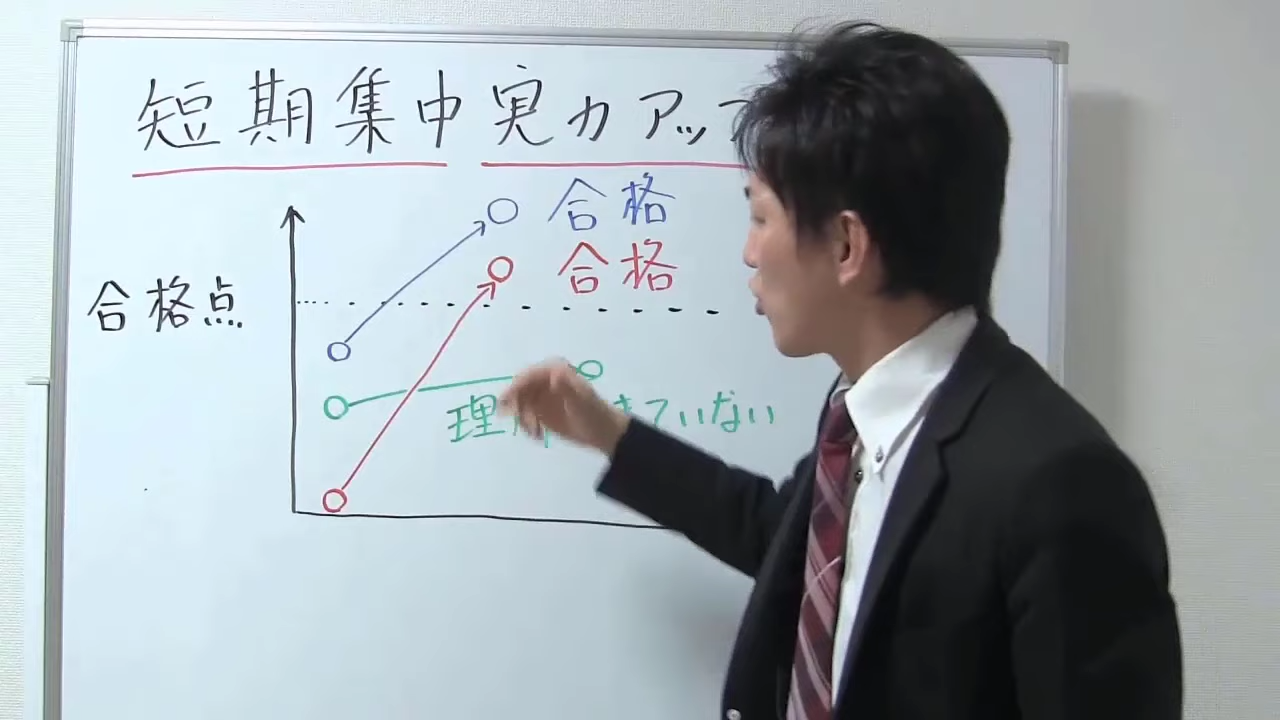 短期集中実力アッ
合格
合格
合格点
理 ていない